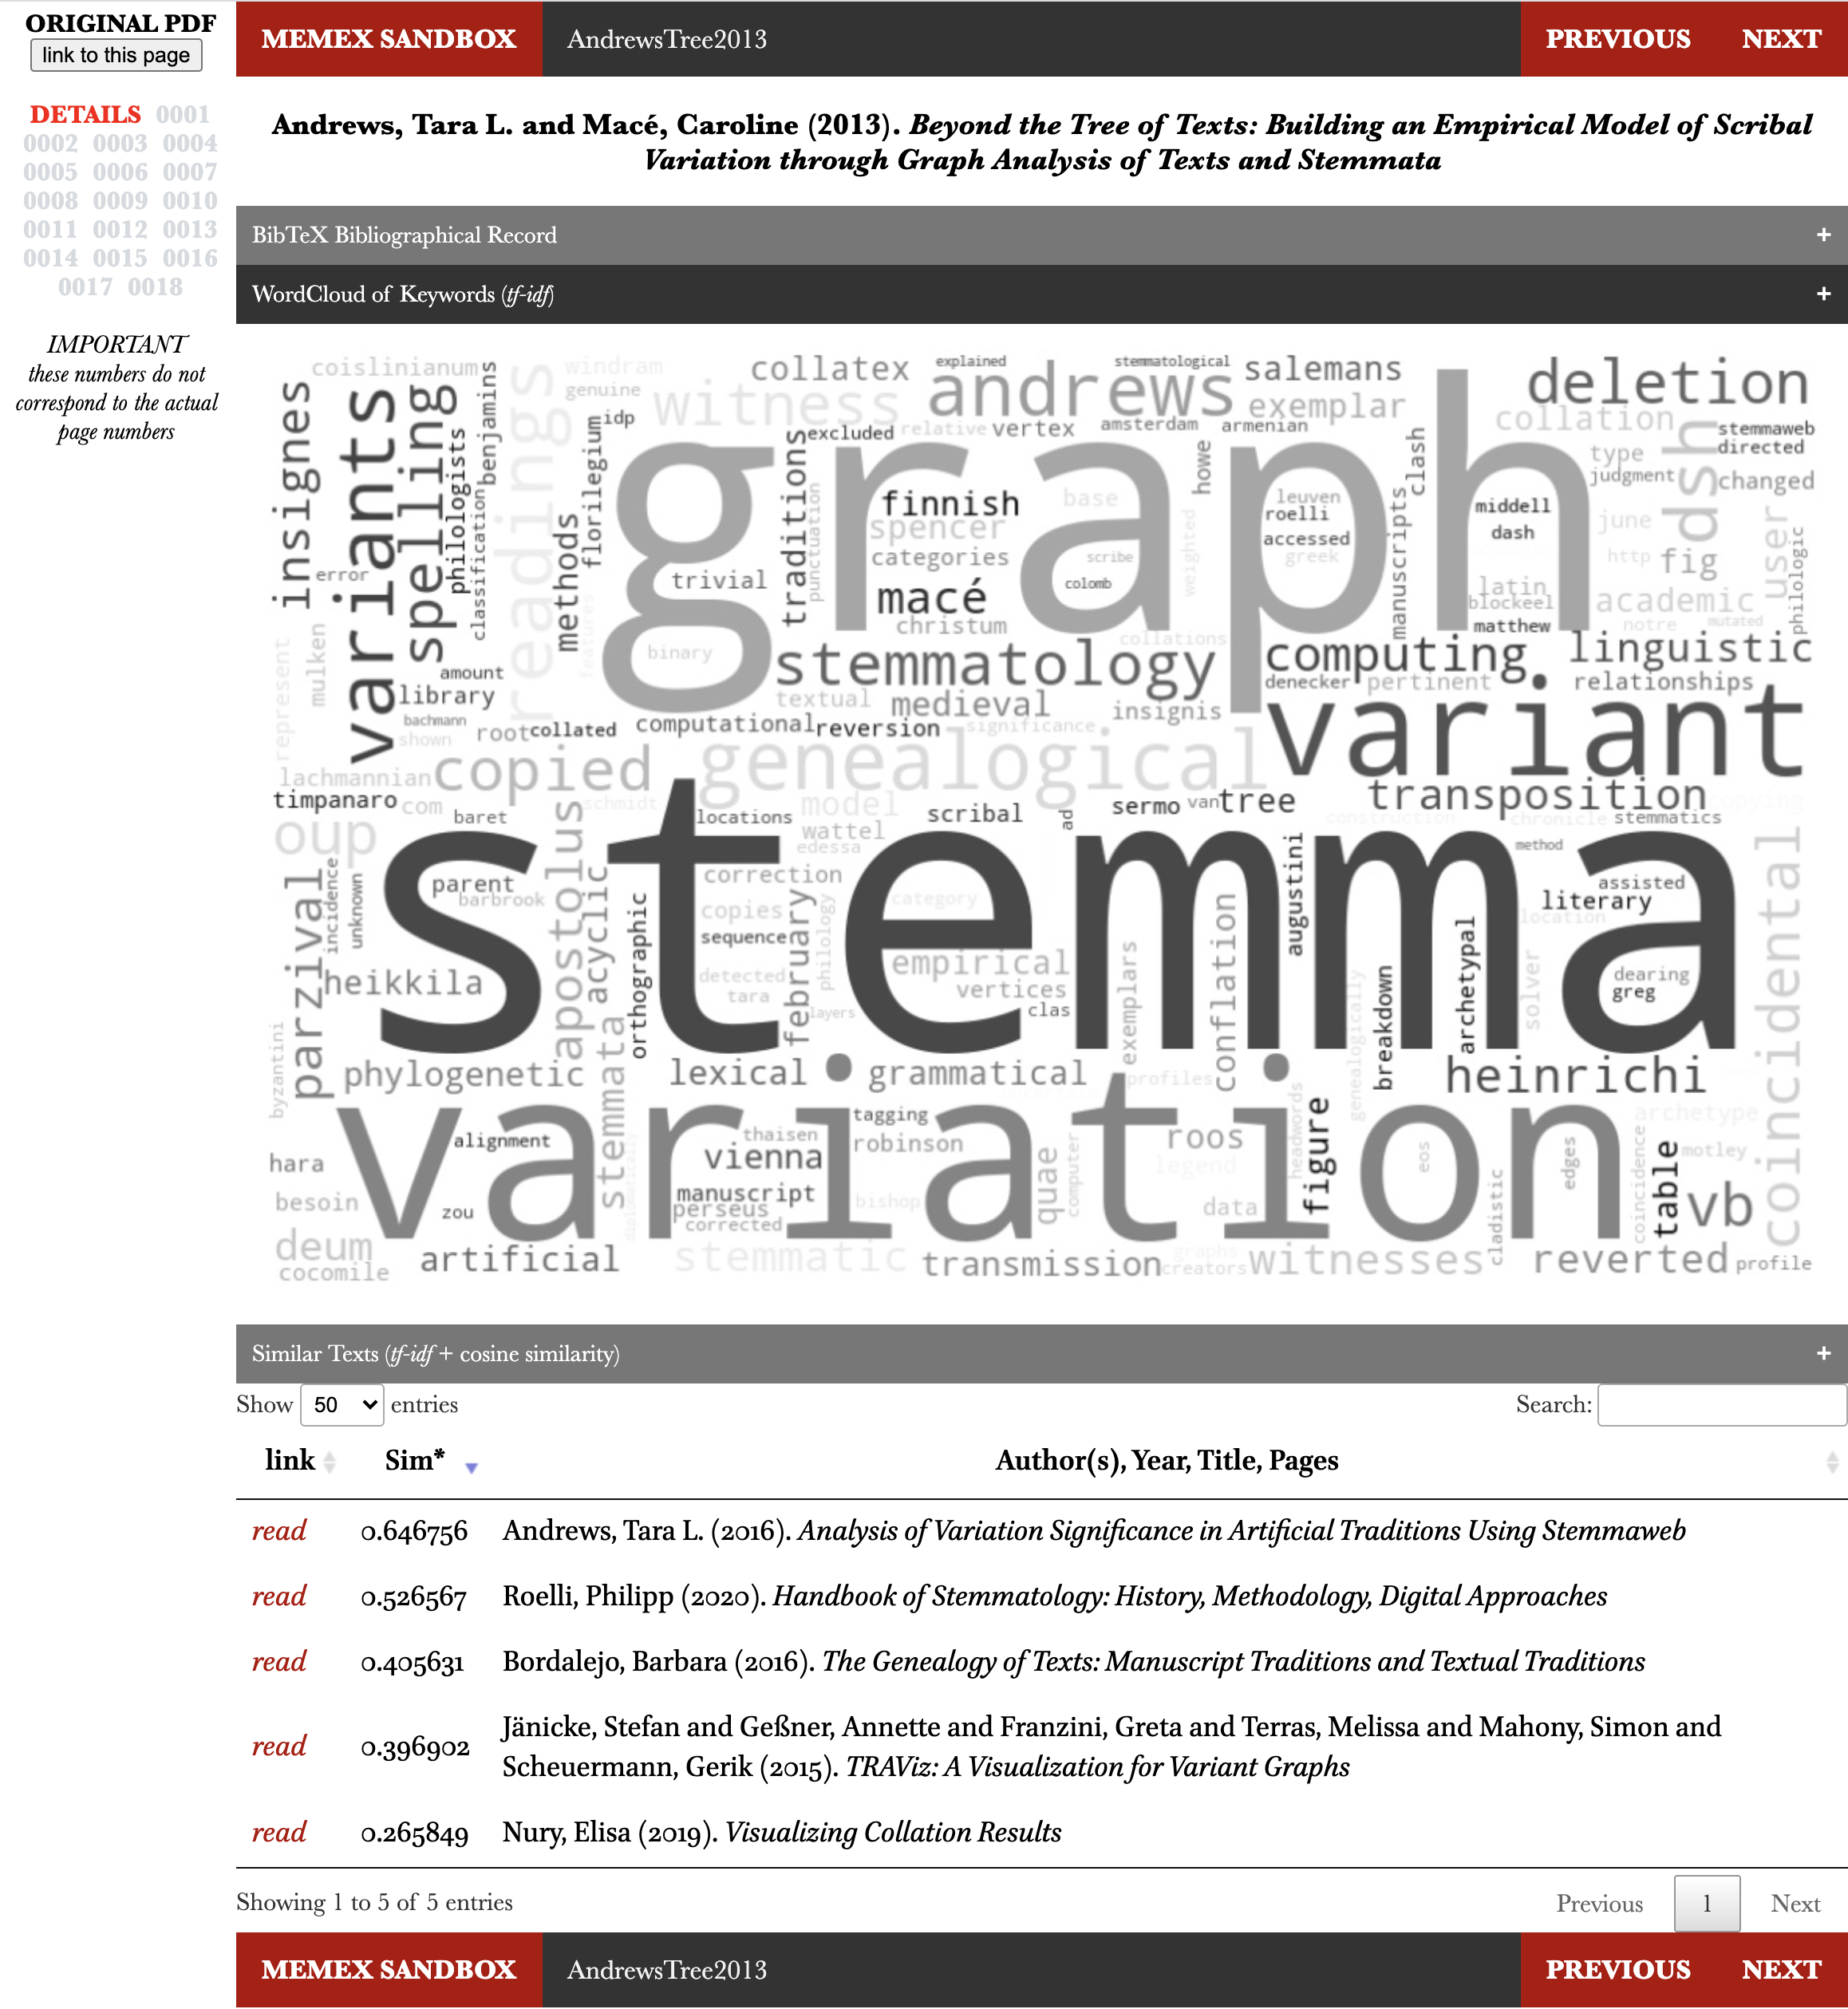 ORIGINAL PDF
link to this page
DETAILS 0001
0002 0003 0004
0005 0006 0007
0008 0009 0010
0011 0012 0013
0014 0015 0016
0017 0018
IMPORTANT
these numbers do not
correspond to the actual
page numbers
MEMEX SANDBOX AndrewsTree2013 PREVIOUS NEXT
Andrews, Tara L. and Macé, Caroline (2013). Beyond the Tree of Texts: Building an Empirical Model of Scribal
Variation through Graph Analysis of Texts and Stemmata
BibTeX Bibliographical Record +
WordCloud of Keywords (tf-idf) +
coislinianum
windram
genuine
collatex
explained
stemmatological
salemans
deletion
insignes
variants
spelling
philologists
benjamins
classification
readings
witness
andrews
exemplar
collation
idp
florilegium
methods
features
excluded
relative
vertex
amsterdam
armenian
stemmaweb
directed
graph
traditions
punctuation
finnish
spencer
categories
base
scribe
colomb
howe
weighted
leuven
roelli
accessed
greek
clash
manuscripts
middell
dash
latin
blockeel
matthew
type
judgment
dsh
changed
june
http
fig
user
philologic
academic
notre
mutated
error
trivial
macé
christum
binary
collations
represent
mulken
amount
library
bachmann
shown
root
collated
stemmatology
textual
medieval
computational
reversion
significance
insignis
computing
linguistic
denecker
pertinent
relationships
variant
lachmannian
copied
genealogical
timpanaro
com
baret
schmidt
locations
model
wattel
edessa
scribal
ad
sermo
van
tree
transposition
copying
construction
chronicle
stemmatics
oup
stemma
parzival
incidence
unknown
parent
barbrook
apostolus
acyclic
orthographic
correction
copies
sequence
detected
tara
february
philology
layers
category
empirical
vertices
clas
exemplars
conflation
augustini
genealogically
breakdown
archetypal
method
assisted
literary
location
solver
dearing
greg
coincidental
heikkila
byzantini
phylogenetic
stemmata
lexical
grammatical
profiles
heinrichi
variation
tagging
alignment
thaisen
robinson
vienna
manuscript
perseus
corrected
bishop
quae
computer
roos
legend
data
headwords
figure
eos
edges
coincidence
archetype
table
motley
vb
hara
besoin
zou
diplomatically
deum
cocomile
artificial
stemmatic
transmission
graphs
creators
witnesses
cladistic
reverted
profile
Similar Texts (tf-idf + cosine similarity) +
Show 50 entries Search:
link Sim* Author(s), Year, Title, Pages
read 0.646756 Andrews, Tara L. (2016). Analysis of Variation Significance in Artificial Traditions Using Stemmaweb
read 0.526567 Roelli, Philipp (2020). Handbook of Stemmatology: History, Methodology, Digital Approaches
read 0.405631 Bordalejo, Barbara (2016). The Genealogy of Texts: Manuscript Traditions and Textual Traditions
read 0.396902 Jänicke, Stefan and Geßner, Annette and Franzini, Greta and Terras, Melissa and Mahony, Simon and
Scheuermann, Gerik (2015). TRAViz: A Visualization for Variant Graphs
read 0.265849 Nury, Elisa (2019). Visualizing Collation Results
Showing 1 to 5 of 5 entries Previous 1 Next
MEMEX SANDBOX AndrewsTree2013 PREVIOUS NEXT